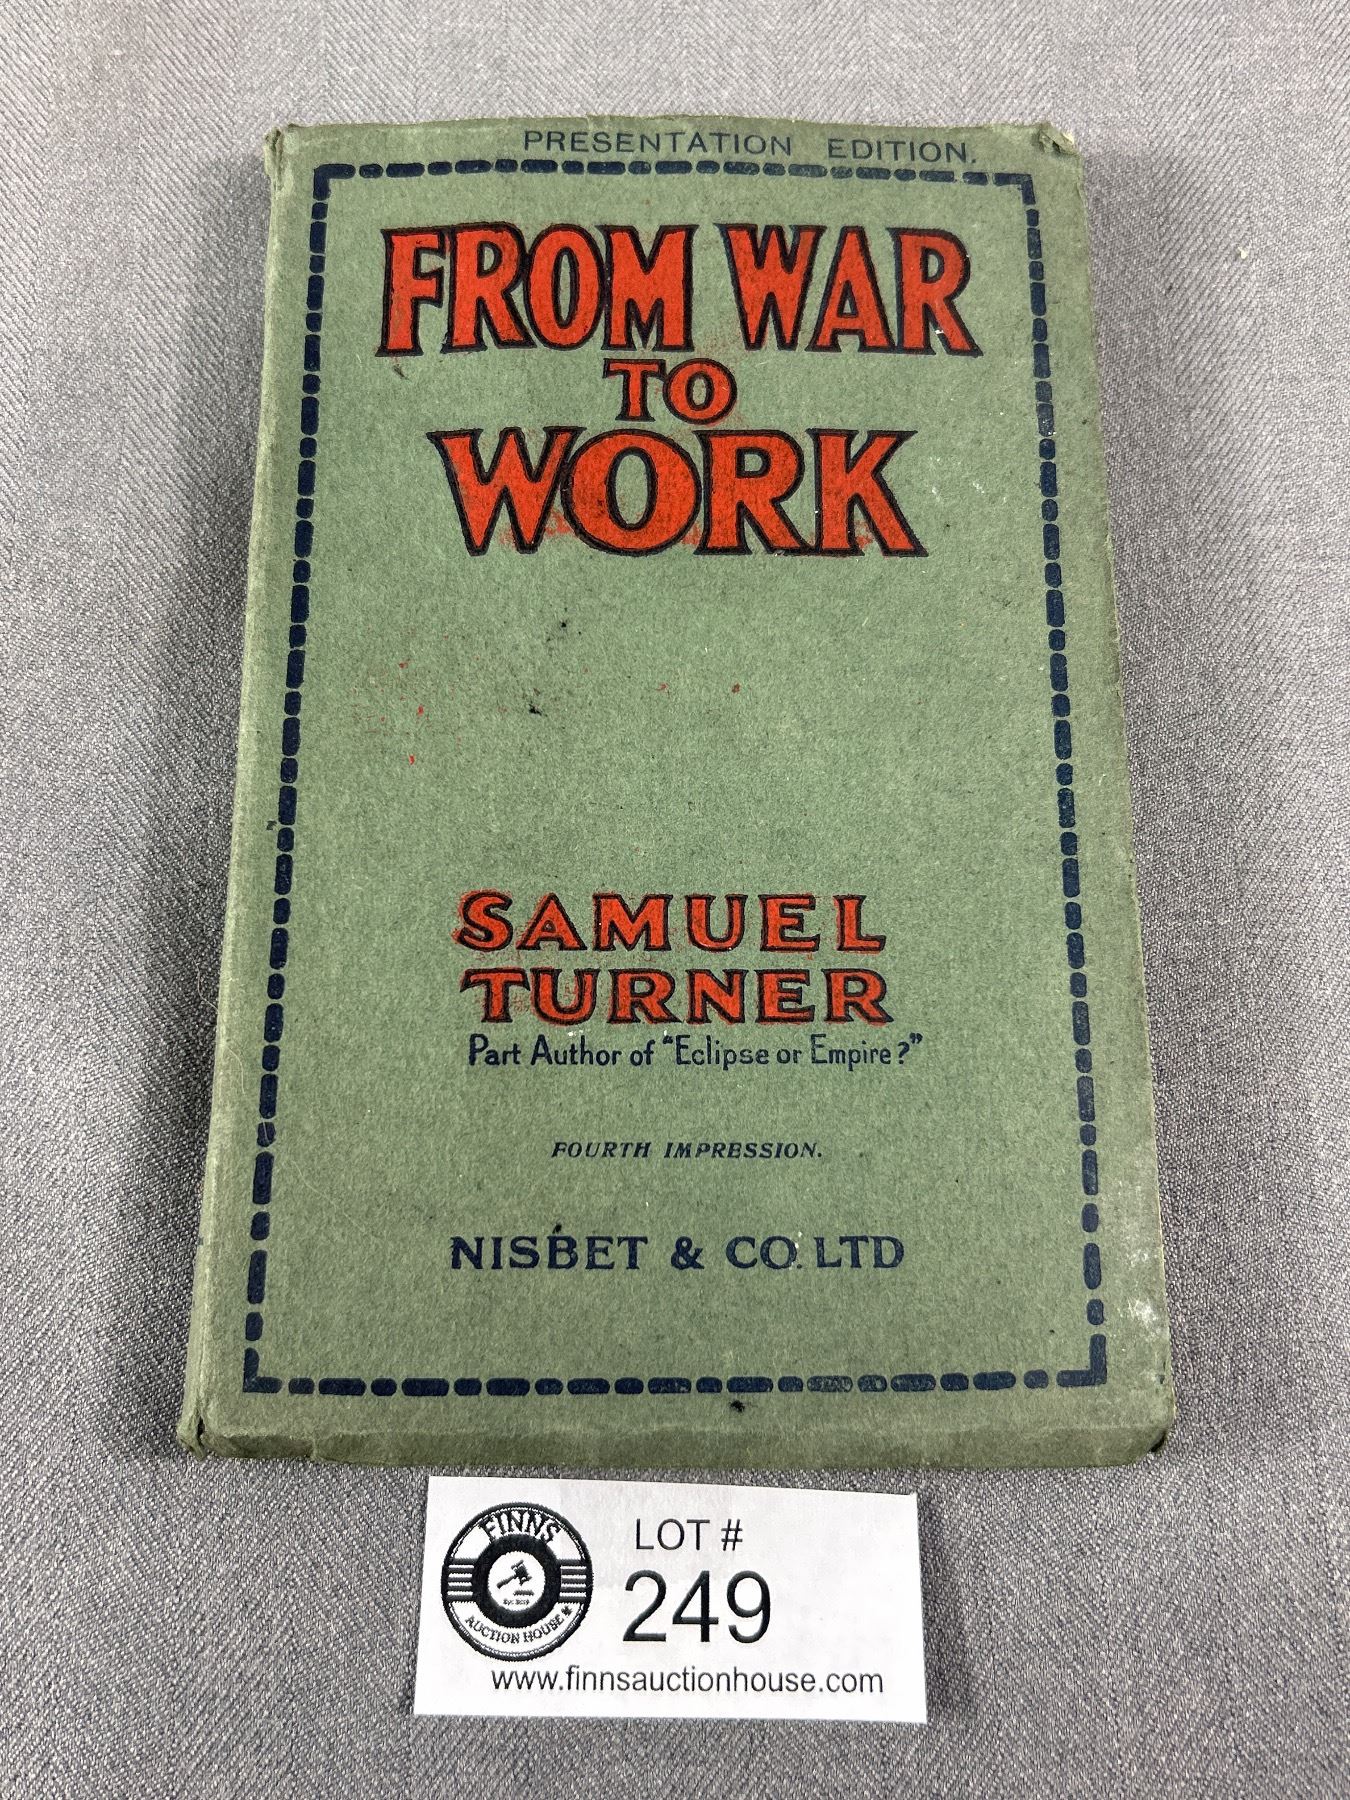 PRESENTATION EDITION.
FROM WAR
TO
WORK
SAMUEL
TURNER
Part Author of "Eclipse or Empire?"
FOURTH IMPRESSION.
NISBET & CO. LTD
FINNS
AUCTION HOUSE
LOT #
249
www.finnsauctionhouse.com